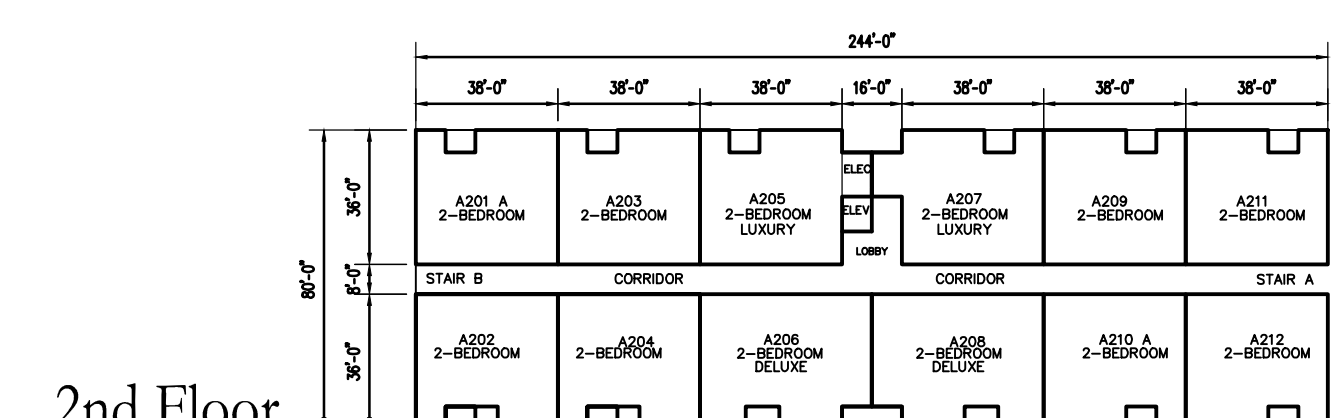 244'-0"
38'-0" 38'-0" 38'-0" 16'-0" 38'-0" 38'-0" 38'-0"
80'-0"
36'-0"
8'-0"
36'-0"
ELEC
ELEV
LOBBY
A201 A
2-BEDROOM
A203
2-BEDROOM
A205
2-BEDROOM
LUXURY
A207
2-BEDROOM
LUXURY
A209
2-BEDROOM
A211
2-BEDROOM
STAIR B CORRIDOR CORRIDOR STAIR A
A202
2-BEDROOM
A204
2-BEDROOM
A206
2-BEDROOM
DELUXE
A208
2-BEDROOM
DELUXE
A210 A
2-BEDROOM
A212
2-BEDROOM
2nd Floor